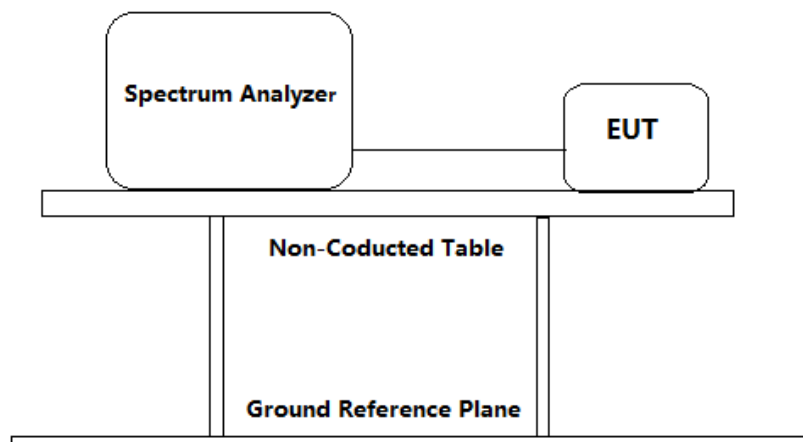 Spectrum Analyzer
EUT
Non-Coducted Table
Ground Reference Plane